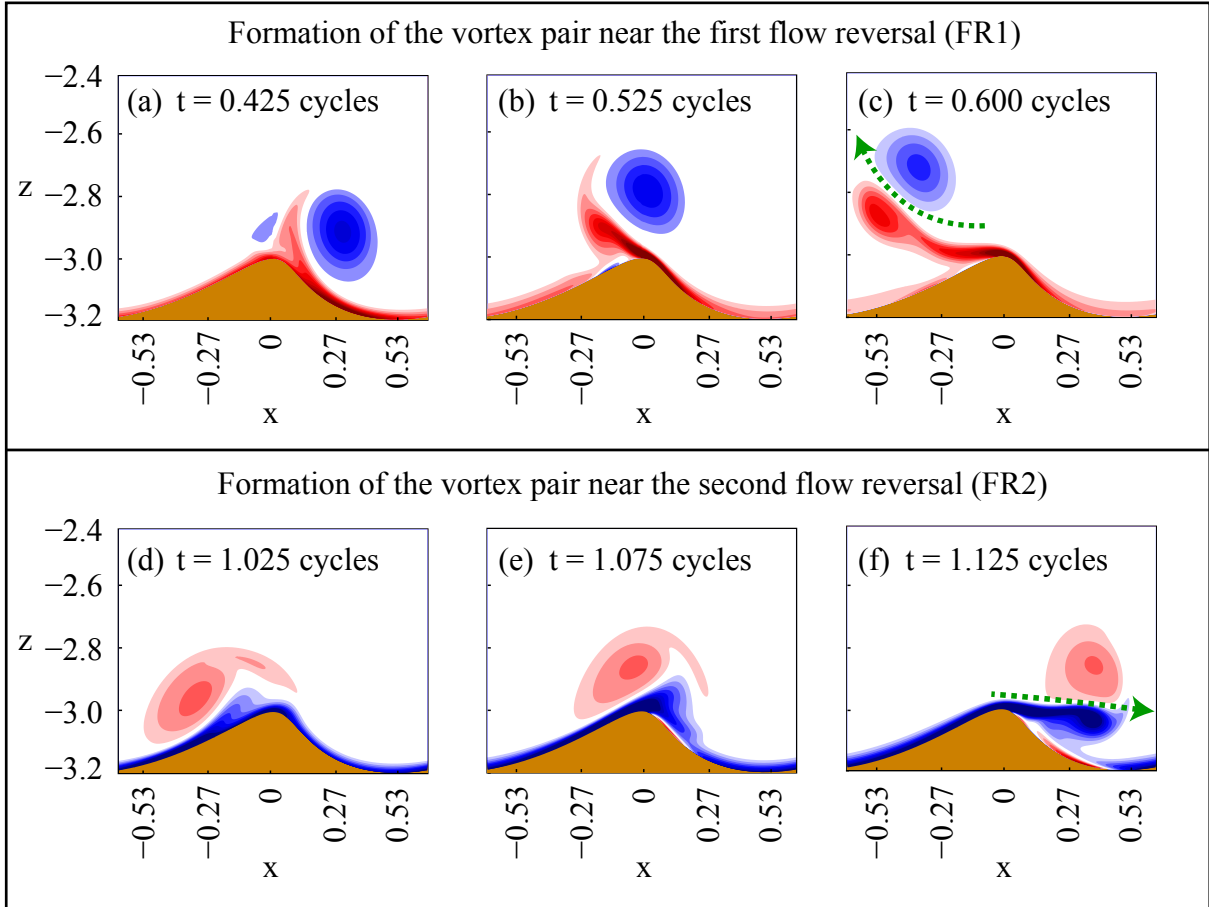 Formation of the vortex pair near the first flow reversal (FR1)
(a) t = 0.425 cycles
(b) t = 0.525 cycles
(c) t = 0.600 cycles
−2.4
−2.6
z
−2.8
−3.0
−3.2
−0.53
−0.27
0
0.27
0.53
x
−0.53
−0.27
0
0.27
0.53
x
−0.53
−0.27
0
0.27
0.53
x
Formation of the vortex pair near the second flow reversal (FR2)
(d) t = 1.025 cycles
(e) t = 1.075 cycles
(f) t = 1.125 cycles
−2.4
−2.6
z
−2.8
−3.0
−3.2
−0.53
−0.27
0
0.27
0.53
x
−0.53
−0.27
0
0.27
0.53
x
−0.53
−0.27
0
0.27
0.53
x